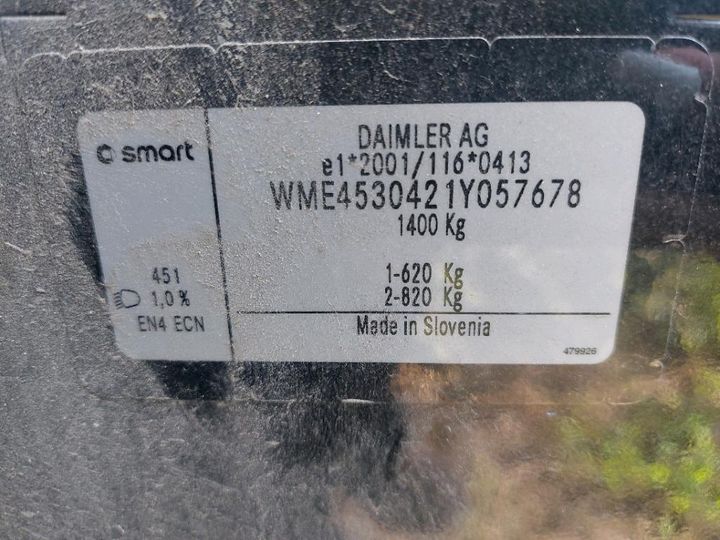 smart
451
1,0 %
EN4 ECN
DAIMLER AG
e1*2001/116*0413
WME4530421Y057678
1400 Kg
1-620 Kg
2-820 Kg
Made in Slovenia
479926